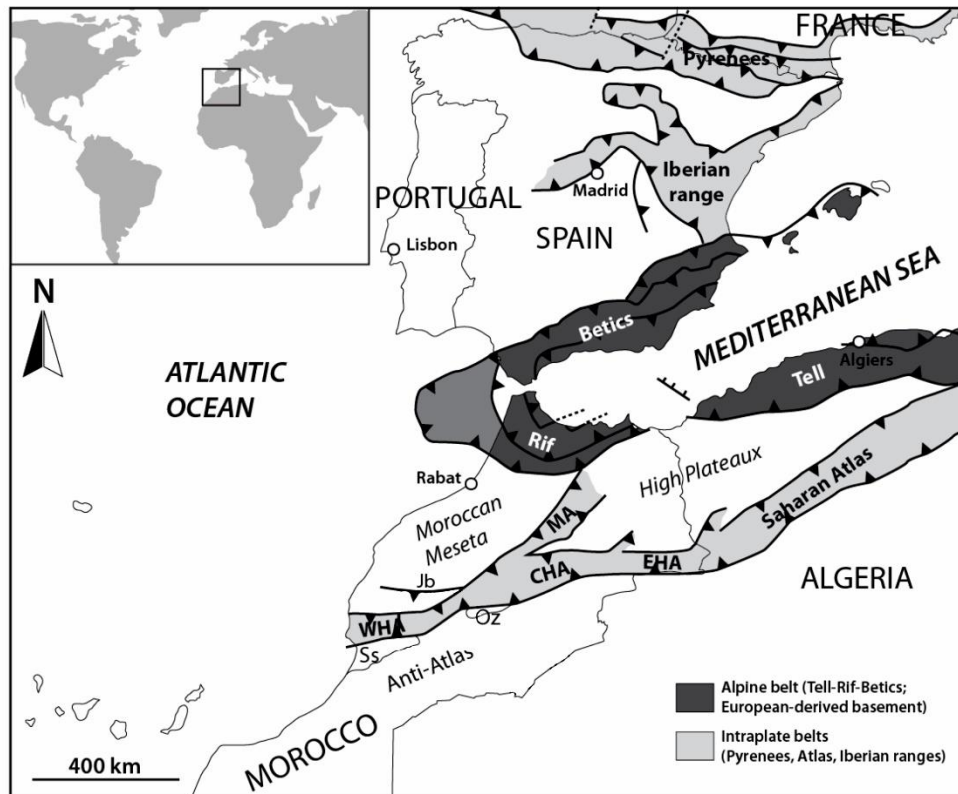 FRANCE
Pyrenees
Iberian
range
Madrid
PORTUGAL
SPAIN
Lisbon
N
Betics
MEDITERRANEAN SEA
ATLANTIC
OCEAN
Algiers
Tell
Rif
Rabat
High Plateaux
Saharan Atlas
Moroccan
Meseta
MA
Jb
CHA
EHA
ALGERIA
WHA
Oz
Ss
Anti-Atlas
MOROCCO
Alpine belt (Tell-Rif-Betics;
European-derived basement)
Intraplate belts
(Pyrenees, Atlas, Iberian ranges)
400 km